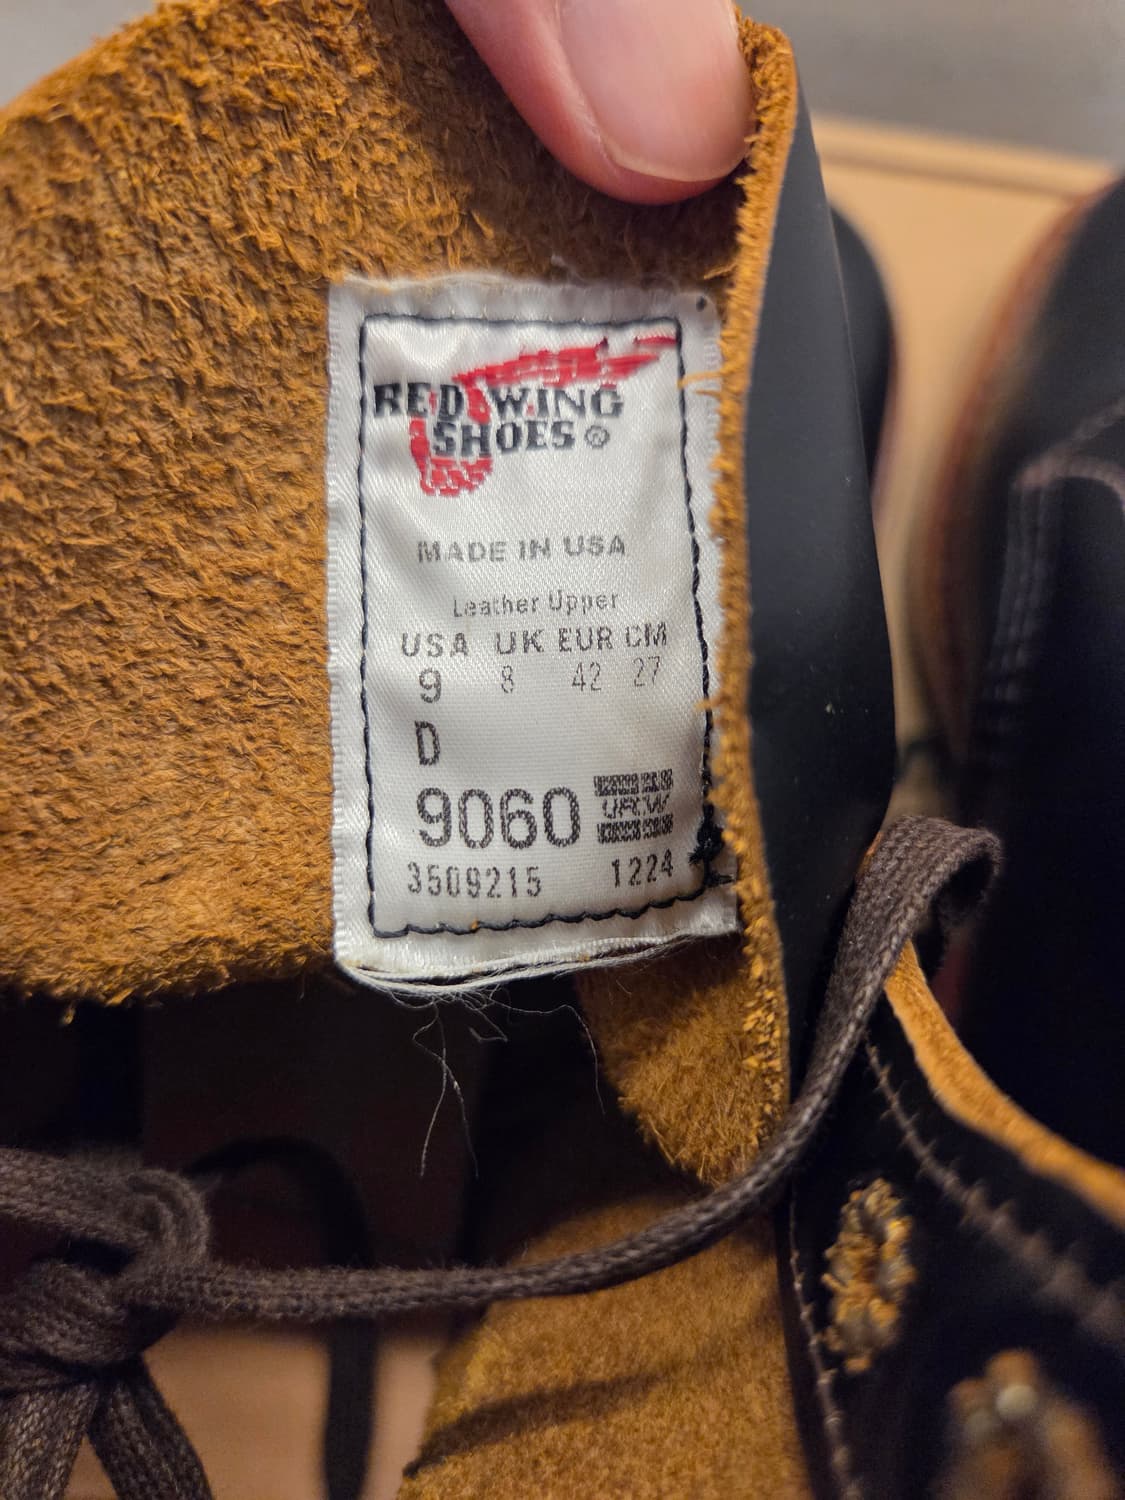 RED WING
SHOES ®
MADE IN USA
Leather Upper
USA UK EUR CM
9 8 42 27
D
9060
UFCW
3509215 1224